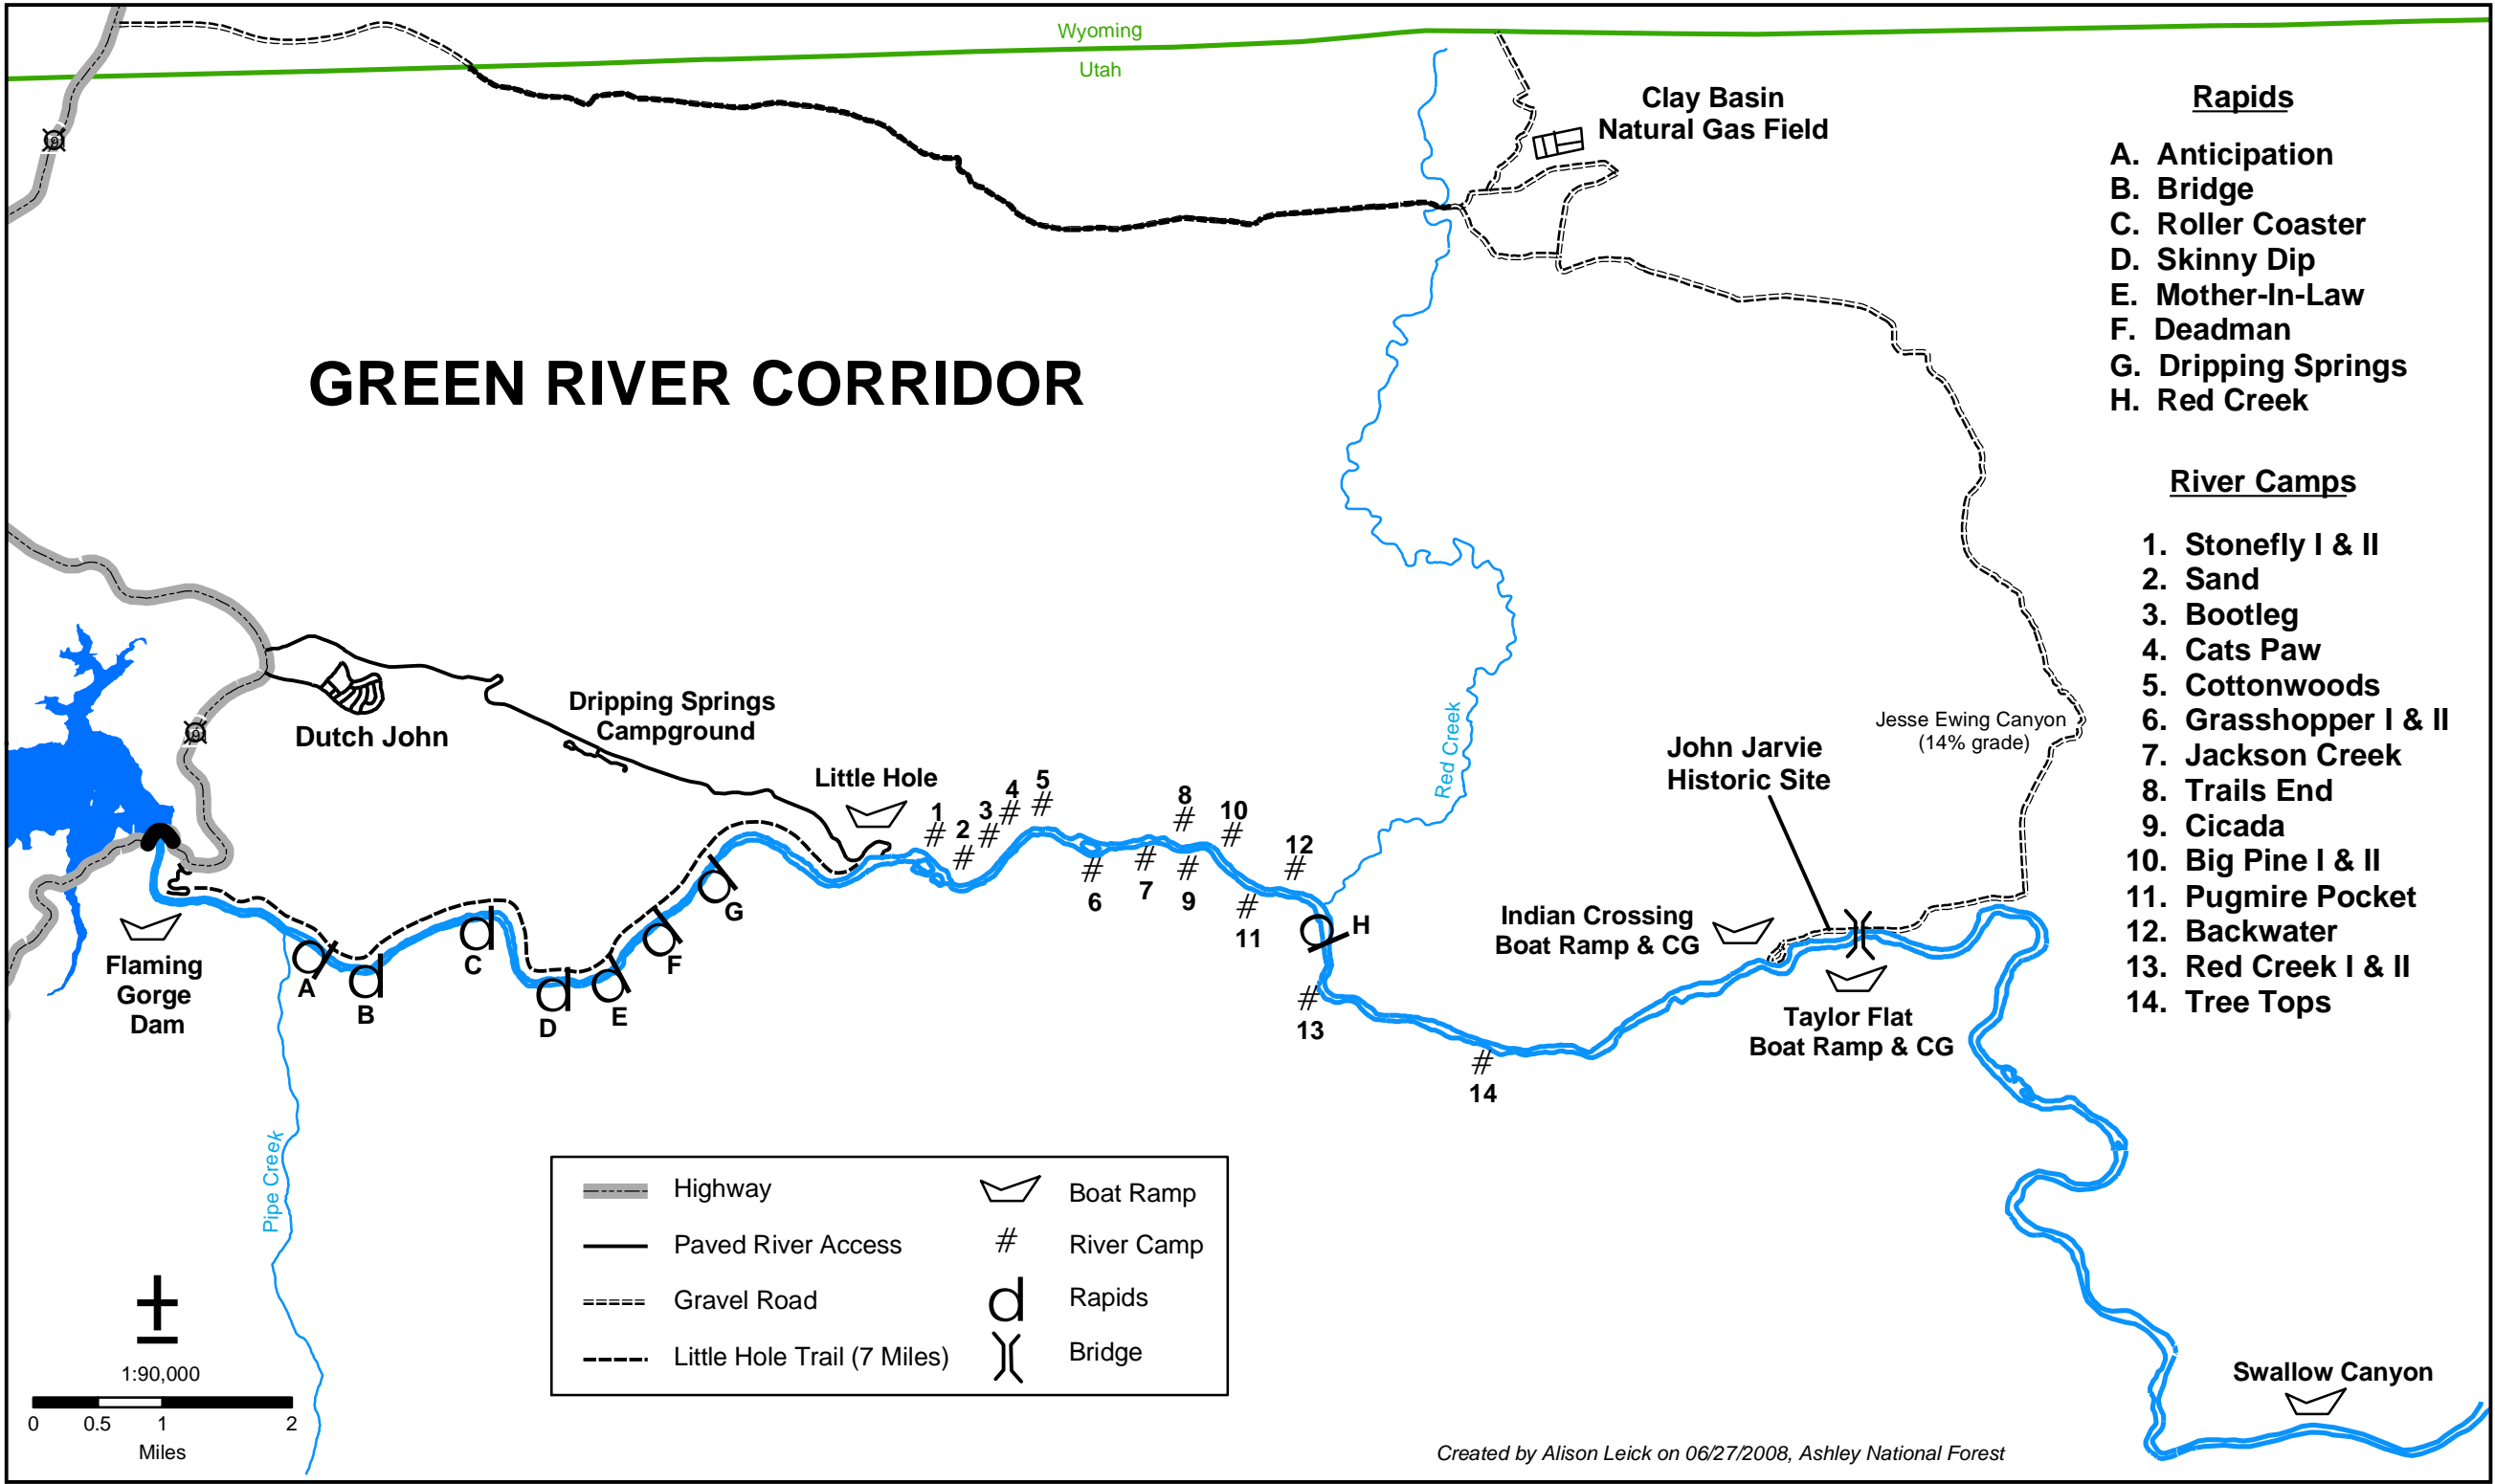 Wyoming
Utah
Clay Basin
Natural Gas Field
GREEN RIVER CORRIDOR
Rapids
A. Anticipation
B. Bridge
C. Roller Coaster
D. Skinny Dip
E. Mother-In-Law
F. Deadman
G. Dripping Springs
H. Red Creek
River Camps
1. Stonefly I & II
2. Sand
3. Bootleg
4. Cats Paw
5. Cottonwoods
6. Grasshopper I & II
7. Jackson Creek
8. Trails End
9. Cicada
10. Big Pine I & II
11. Pugmire Pocket
12. Backwater
13. Red Creek I & II
14. Tree Tops
Dutch John
Dripping Springs
Campground
Little Hole
Red Creek
Jesse Ewing Canyon
(14% grade)
John Jarvie
Historic Site
1
2
3
4
5
6
7
8
9
10
11
12
13
14
A
B
C
D
E
F
G
H
Flaming
Gorge
Dam
Indian Crossing
Boat Ramp & CG
Taylor Flat
Boat Ramp & CG
Pipe Creek
Swallow Canyon
Highway
Paved River Access
Gravel Road
Little Hole Trail (7 Miles)
Boat Ramp
River Camp
Rapids
Bridge
1:90,000
0 0.5 1 2
Miles
Created by Alison Leick on 06/27/2008, Ashley National Forest